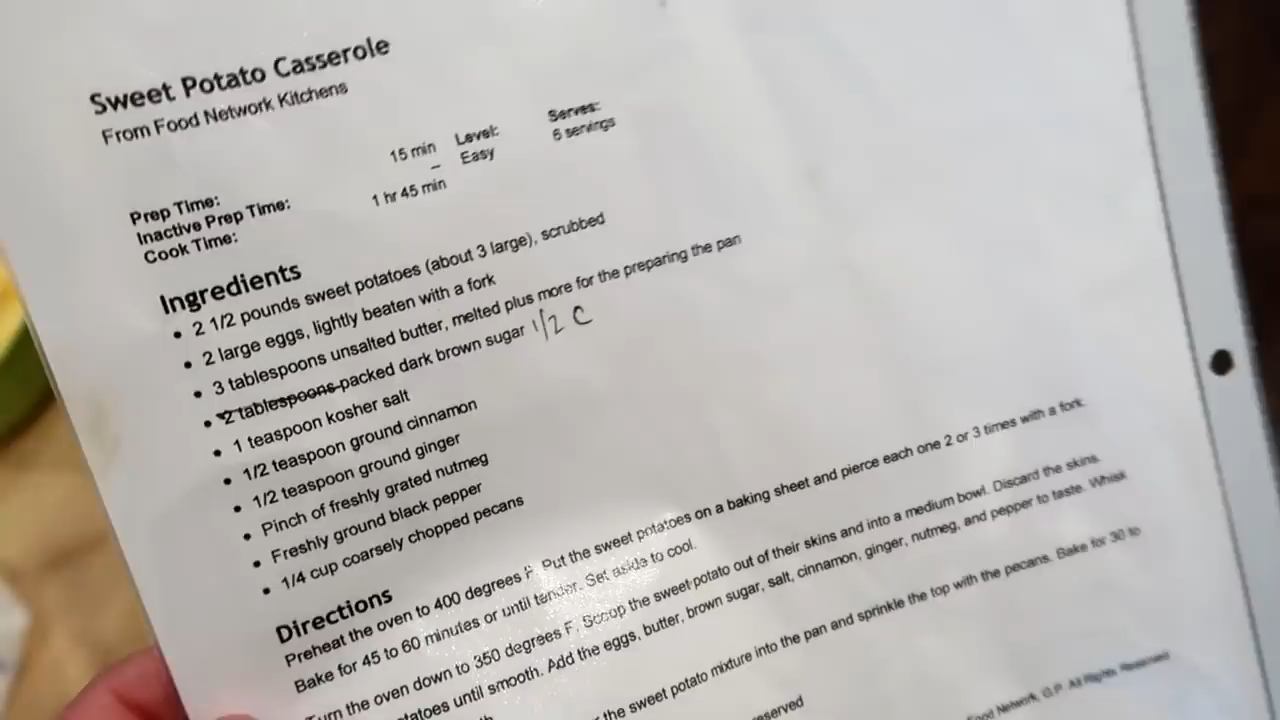 Sweet Potato Casserole
From Food Network Kitchens
Prep Time: 15 min Level: Serves:
Inactive Prep Time: – Easy 6 servings
Cook Time: 1 hr 45 min
Ingredients
• 2 1/2 pounds sweet potatoes (about 3 large), scrubbed
• 2 large eggs, lightly beaten with a fork
• 3 tablespoons unsalted butter, melted plus more for the preparing the pan
• 2 tablespoons packed dark brown sugar 1/2 C
• 1 teaspoon kosher salt
• 1/2 teaspoon ground cinnamon
• 1/2 teaspoon ground ginger
• Pinch of freshly grated nutmeg
• Freshly ground black pepper
• 1/4 cup coarsely chopped pecans
Directions
Preheat the oven to 400 degrees F. Put the sweet potatoes on a baking sheet and pierce each one 2 or 3 times with a fork.
Bake for 45 to 60 minutes or until tender. Set aside to cool.
Turn the oven down to 350 degrees F. Scoop the sweet potato out of their skins and into a medium bowl. Discard the skins.
until smooth. Add the eggs, butter, brown sugar, salt, cinnamon, ginger, nutmeg, and pepper to taste. Whisk
the sweet potato mixture into the pan and sprinkle the top with the pecans. Bake for 30 to
Food Network, G.P. All Rights Reserved